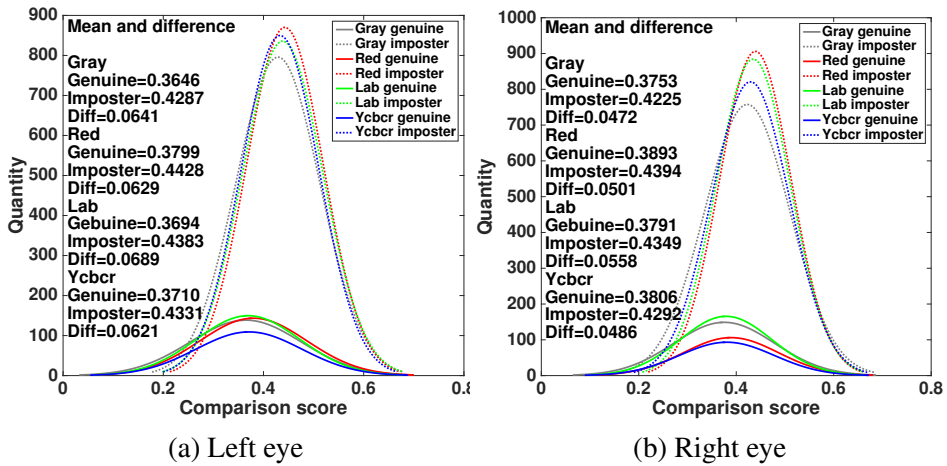 Mean and difference
Gray
Genuine=0.3646
Imposter=0.4287
Diff=0.0641
Red
Genuine=0.3799
Imposter=0.4428
Diff=0.0629
Lab
Gebuine=0.3694
Imposter=0.4383
Diff=0.0689
Ycbcr
Genuine=0.3710
Imposter=0.4331
Diff=0.0621
Gray genuine
Gray imposter
Red genuine
Red imposter
Lab genuine
Lab imposter
Ycbcr genuine
Ycbcr imposter
Quantity
900
800
700
600
500
400
300
200
100
0
0 0.2 0.4 0.6 0.8
Comparison score
(a) Left eye
Mean and difference
Gray
Genuine=0.3753
Imposter=0.4225
Diff=0.0472
Red
Genuine=0.3893
Imposter=0.4394
Diff=0.0501
Lab
Gebuine=0.3791
Imposter=0.4349
Diff=0.0558
Ycbcr
Genuine=0.3806
Imposter=0.4292
Diff=0.0486
Gray genuine
Gray imposter
Red genuine
Red imposter
Lab genuine
Lab imposter
Ycbcr genuine
Ycbcr imposter
Quantity
1000
900
800
700
600
500
400
300
200
100
0
0 0.2 0.4 0.6 0.8
Comparison score
(b) Right eye